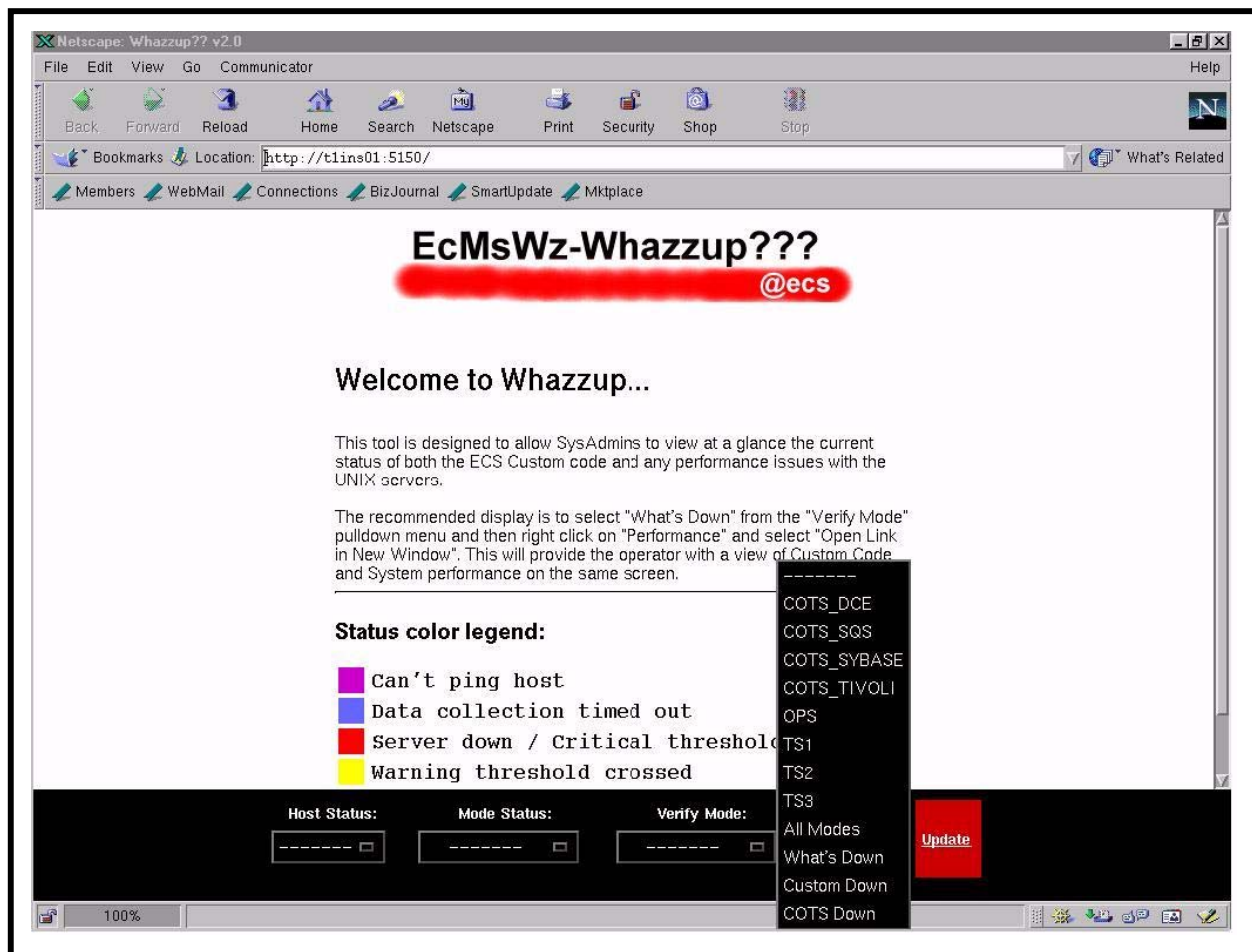 Netscape: Whazzup?? v2.0
File Edit View Go Communicator Help
Back Forward Reload Home Search Netscape Print Security Shop Stop
My
N
Bookmarks Location: http://t1ins01:5150/ What's Related
Members WebMail Connections BizJournal SmartUpdate Mktplace
EcMsWz-Whazzup???
@ecs
Welcome to Whazzup...
This tool is designed to allow SysAdmins to view at a glance the current
status of both the ECS Custom code and any performance issues with the
UNIX servers.
The recommended display is to select "What's Down" from the "Verify Mode"
pulldown menu and then right click on "Performance" and select "Open Link
in New Window". This will provide the operator with a view of Custom Code
and System performance on the same screen.
Status color legend:
Can't ping host
Data collection timed out
Server down / Critical threshold
Warning threshold crossed
-------
COTS_DCE
COTS_SQS
COTS_SYBASE
COTS_TIVOLI
OPS
TS1
TS2
TS3
All Modes
What's Down
Custom Down
COTS Down
Host Status: Mode Status: Verify Mode:
------- ------- -------
Update
100%